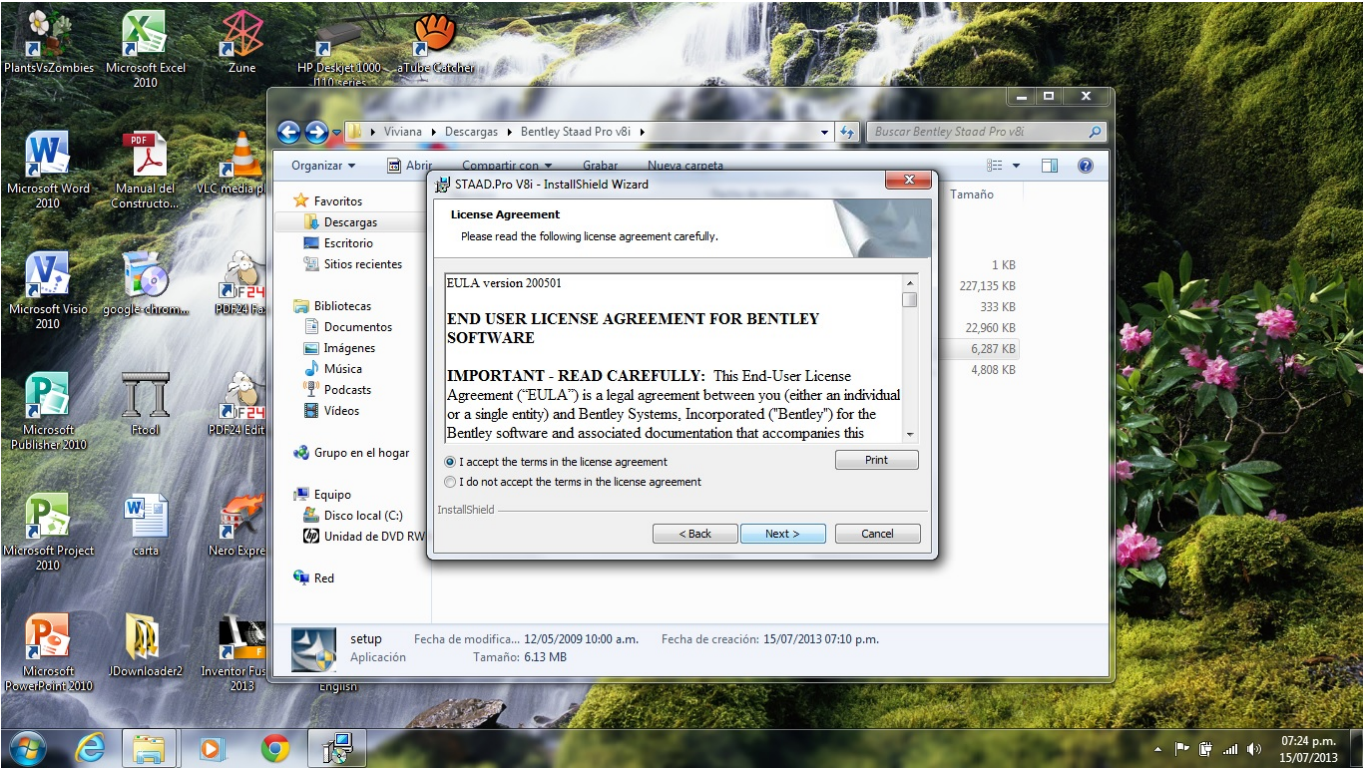 PlantsVsZombies
Microsoft Excel
2010
Zune
HP Deskjet 1000
J110 series
aTube Catcher
Viviana
Descargas
Bentley Staad Pro v8i
Buscar Bentley Staad Pro v8i
Organizar
Abrir
Compartir con
Grabar
Nueva carpeta
Microsoft Word
2010
PDF
Manual del
Constructo...
VLC media p
Favoritos
Descargas
Escritorio
Sitios recientes
Bibliotecas
Documentos
Imágenes
Música
Podcasts
Vídeos
Grupo en el hogar
Equipo
Disco local (C:)
Unidad de DVD RW
Red
Tamaño
1 KB
227,135 KB
333 KB
22,960 KB
6,287 KB
4,808 KB
STAAD.Pro V8i - InstallShield Wizard
License Agreement
Please read the following license agreement carefully.
EULA version 200501
END USER LICENSE AGREEMENT FOR BENTLEY
SOFTWARE
IMPORTANT - READ CAREFULLY: This End-User License
Agreement (“EULA”) is a legal agreement between you (either an individual
or a single entity) and Bentley Systems, Incorporated ("Bentley") for the
Bentley software and associated documentation that accompanies this
I accept the terms in the license agreement
Print
I do not accept the terms in the license agreement
InstallShield
< Back
Next >
Cancel
Microsoft Visio
2010
google-chrom...
PDF24 Fa
Microsoft
Publisher 2010
Ftool
PDF24 Edit
Microsoft Project
2010
carta
Nero Expre
Microsoft
PowerPoint 2010
JDownloader2
Inventor Fus
2013
English
setup
Fecha de modifica... 12/05/2009 10:00 a.m.
Fecha de creación: 15/07/2013 07:10 p.m.
Aplicación
Tamaño: 6.13 MB
07:24 p.m.
15/07/2013